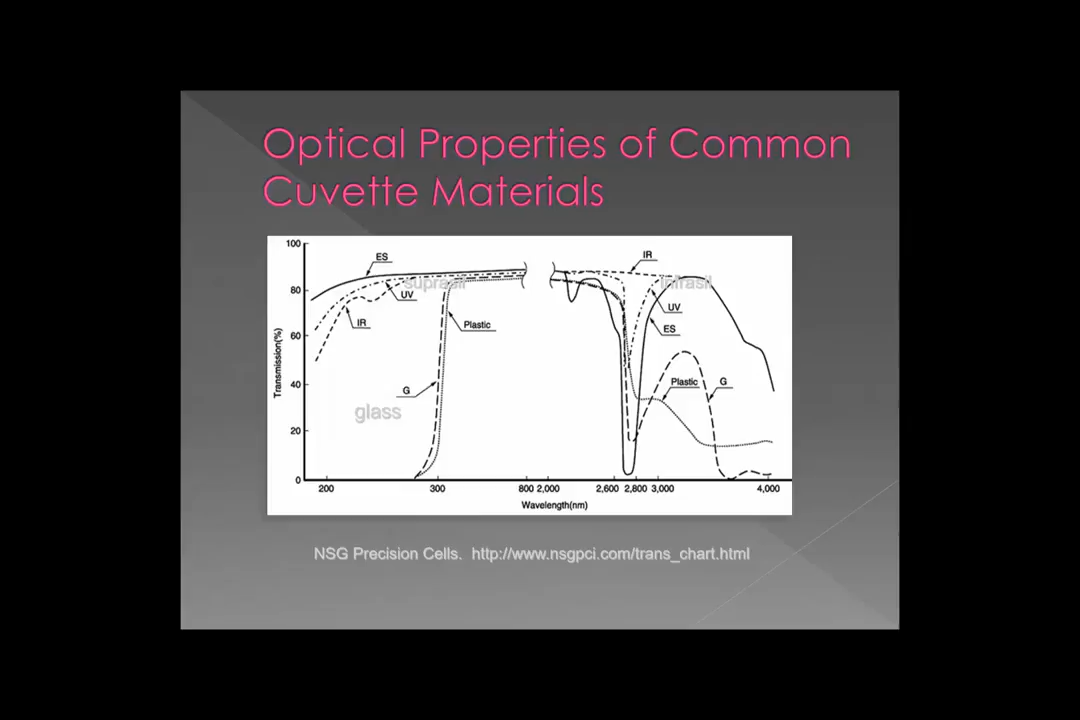 Optical Properties of Common
Cuvette Materials
100
80
60
40
20
0
Transmission(%)
ES
suprasil
UV
IR
Plastic
G
glass
IR
infrasil
UV
ES
Plastic
G
200 300 800 2,000 2,600 2,800 3,000 4,000
Wavelength(nm)
NSG Precision Cells. http://www.nsgpci.com/trans_chart.html